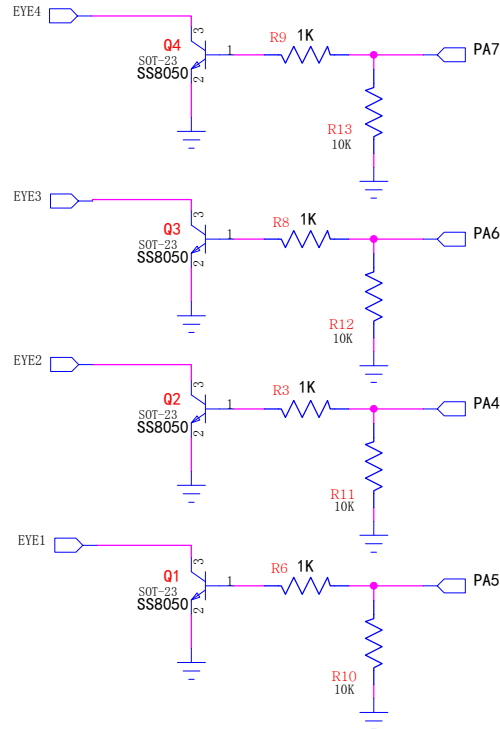 EYE4
3
Q4
SOT-23
SS8050
2
1
R9
1K
PA7
R13
10K
EYE3
3
Q3
SOT-23
SS8050
2
1
R8
1K
PA6
R12
10K
EYE2
3
Q2
SOT-23
SS8050
2
1
R3
1K
PA4
R11
10K
EYE1
3
Q1
SOT-23
SS8050
2
1
R6
1K
PA5
R10
10K